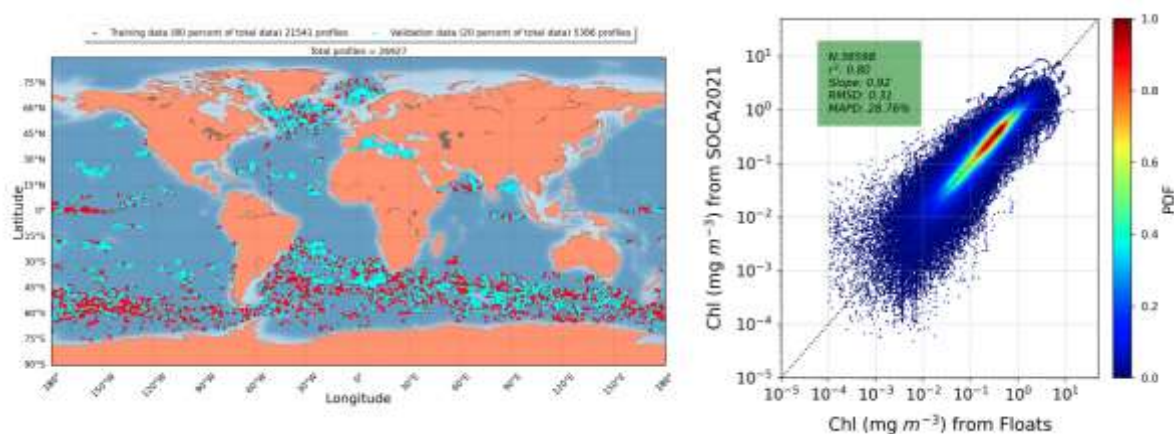 Training data (80 percent of total data) 21541 profiles
Validation data (20 percent of total data) 5386 profiles
Total profiles = 26927
75°N
60°N
45°N
30°N
15°N
0°
15°S
30°S
45°S
60°S
75°S
90°S
Latitude
180°
150°W
120°W
90°W
60°W
30°W
0°
30°E
60°E
90°E
120°E
150°E
180°
Longitude
r²: 0.80
Slope: 0.92
RMSD: 0.31
MAPD: 28.76%
10¹
10⁰
10⁻¹
10⁻²
10⁻³
10⁻⁴
10⁻⁵
Chl (mg m⁻³) from SOCA2021
10⁻⁵
10⁻⁴
10⁻³
10⁻²
10⁻¹
10⁰
10¹
Chl (mg m⁻³) from Floats
1.0
0.8
0.6
0.4
0.2
0.0
PDF